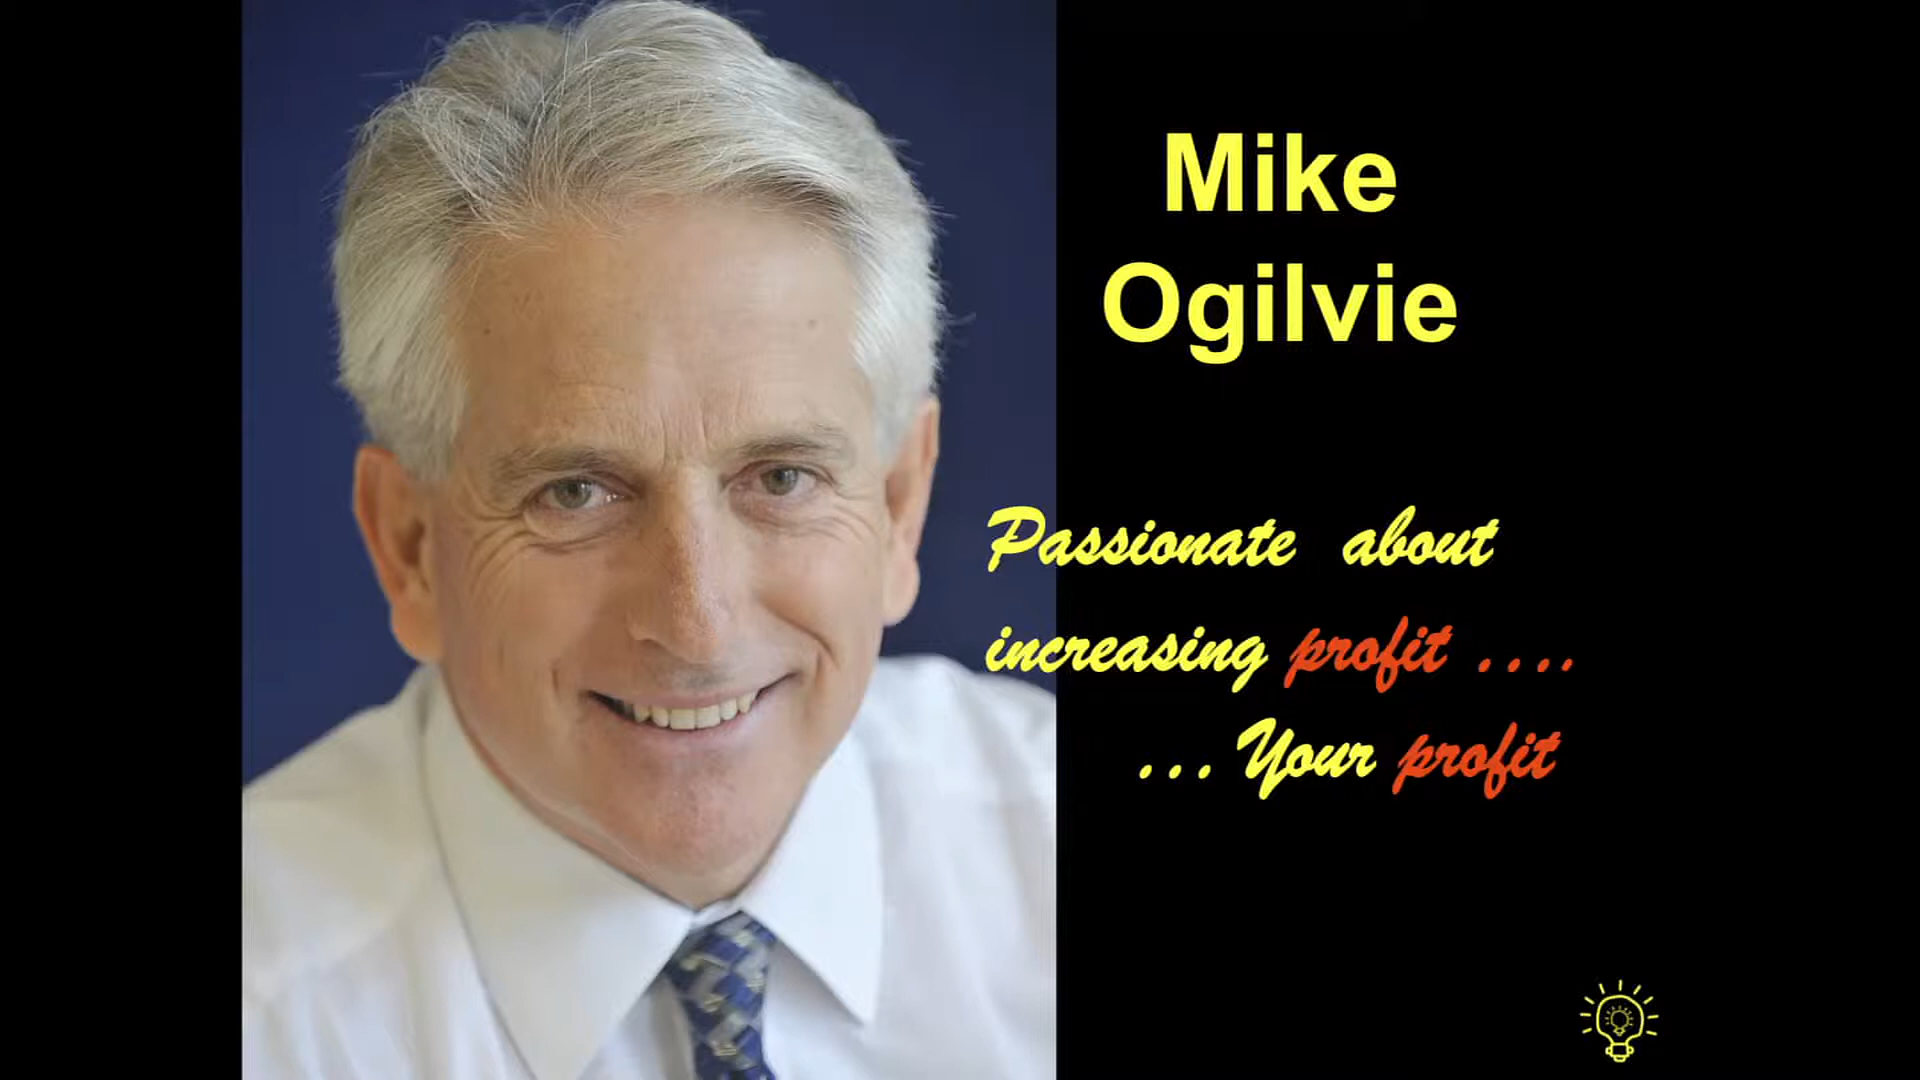 Mike
Ogilvie
Passionate about
increasing profit ....
... Your profit